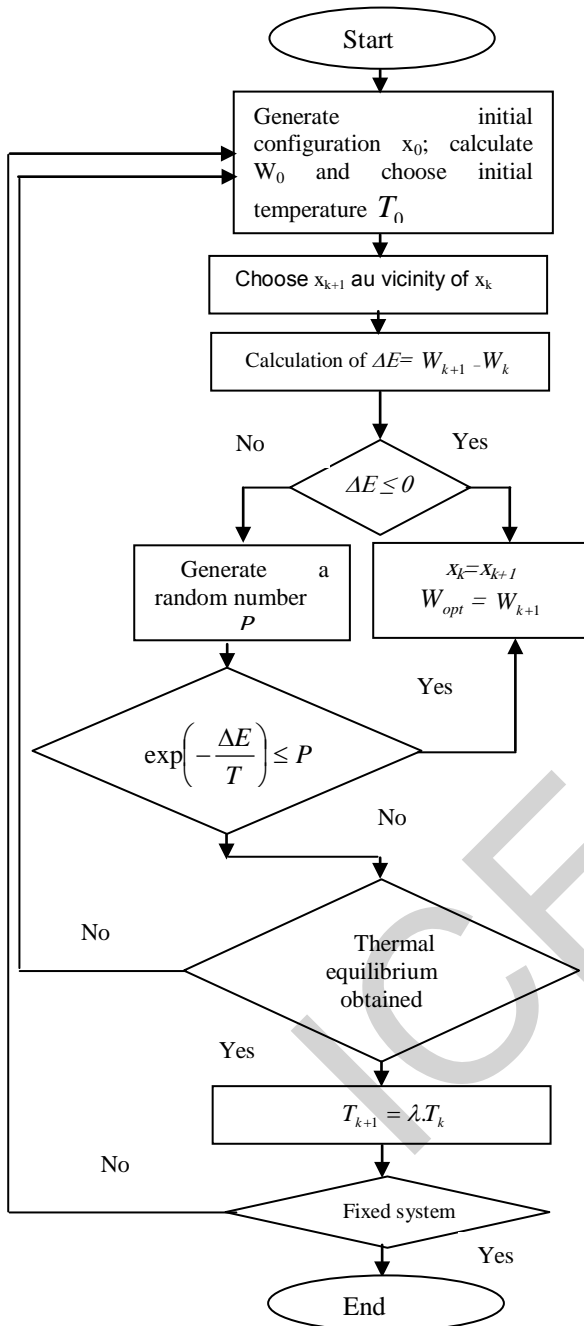 Start
Generate initial
configuration x₀; calculate
W₀ and choose initial
temperature T₀
Choose xₖ₊₁ au vicinity of xₖ
Calculation of ΔE= Wₖ₊₁ - Wₖ
No
Yes
ΔE ≤ 0
Generate a
random number
P
xₖ=xₖ₊₁
Wₒₚₜ = Wₖ₊₁
Yes
exp(-ΔE/T) ≤ P
No
No
Thermal
equilibrium
obtained
Yes
Tₖ₊₁ = λ.Tₖ
No
Fixed system
Yes
End